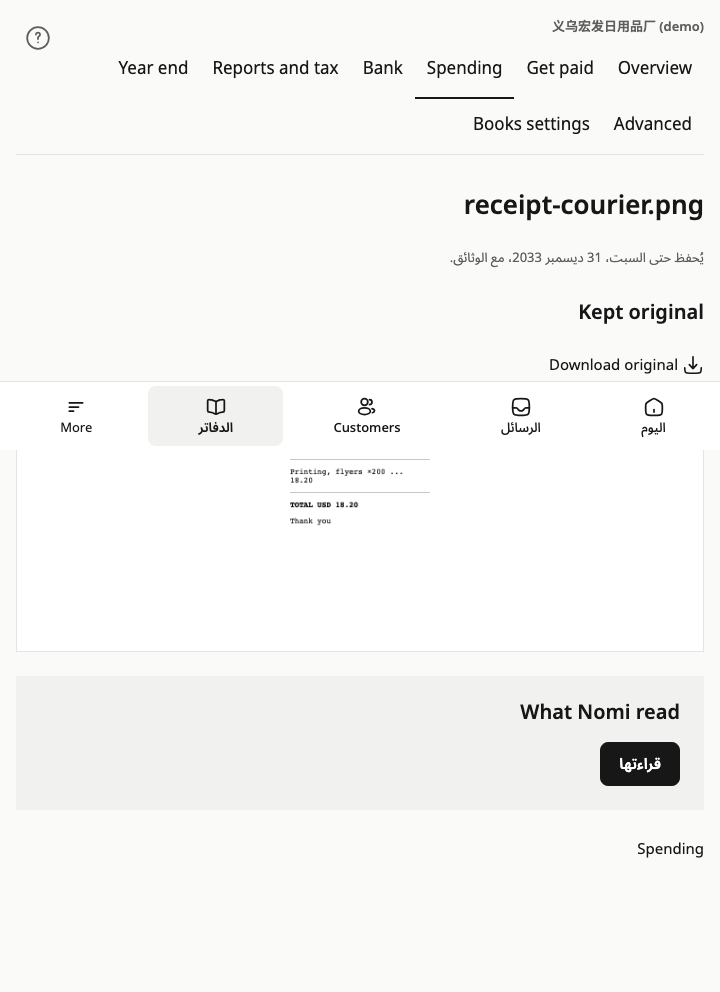 义乌宏发日用品厂 (demo)
Overview
Get paid
Spending
Bank
Reports and tax
Year end
Advanced
Books settings
receipt-courier.png
يُحفظ حتى السبت، 31 ديسمبر 2033، مع الوثائق.
Kept original
Download original
اليوم
الرسائل
Customers
الدفاتر
More
Printing, flyers ×200 ...
18.20
TOTAL USD 18.20
Thank you
What Nomi read
قراءتها
Spending